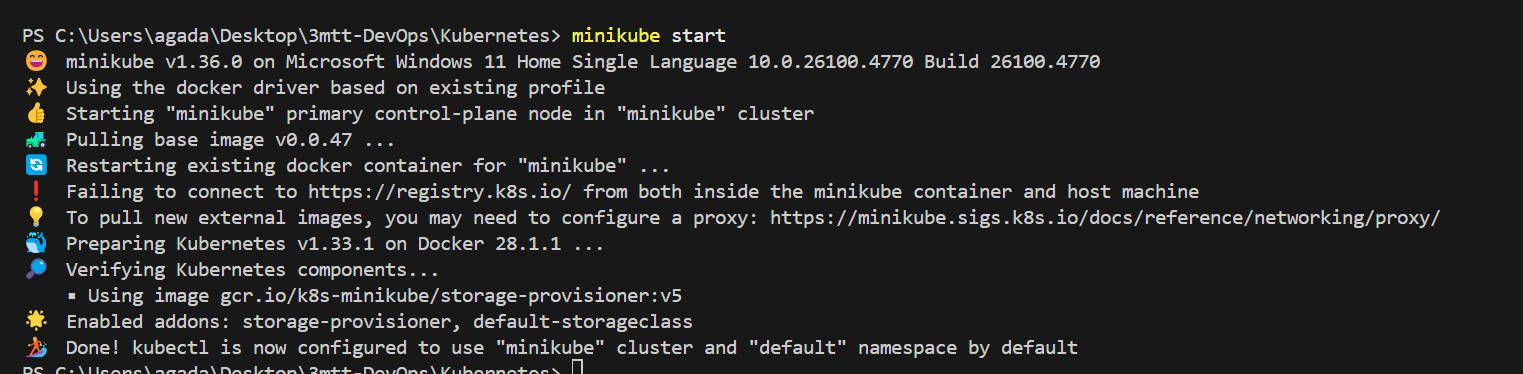 PS C:\Users\agada\Desktop\3mtt-DevOps\Kubernetes> minikube start
😄 minikube v1.36.0 on Microsoft Windows 11 Home Single Language 10.0.26100.4770 Build 26100.4770
✨ Using the docker driver based on existing profile
👍 Starting "minikube" primary control-plane node in "minikube" cluster
🚜 Pulling base image v0.0.47 ...
🔄 Restarting existing docker container for "minikube" ...
❗ Failing to connect to https://registry.k8s.io/ from both inside the minikube container and host machine
💡 To pull new external images, you may need to configure a proxy: https://minikube.sigs.k8s.io/docs/reference/networking/proxy/
🐳 Preparing Kubernetes v1.33.1 on Docker 28.1.1 ...
🔎 Verifying Kubernetes components...
▪ Using image gcr.io/k8s-minikube/storage-provisioner:v5
🌟 Enabled addons: storage-provisioner, default-storageclass
🏄 Done! kubectl is now configured to use "minikube" cluster and "default" namespace by default
PS C:\Users\agada\Desktop\3mtt-DevOps\Kubernetes>